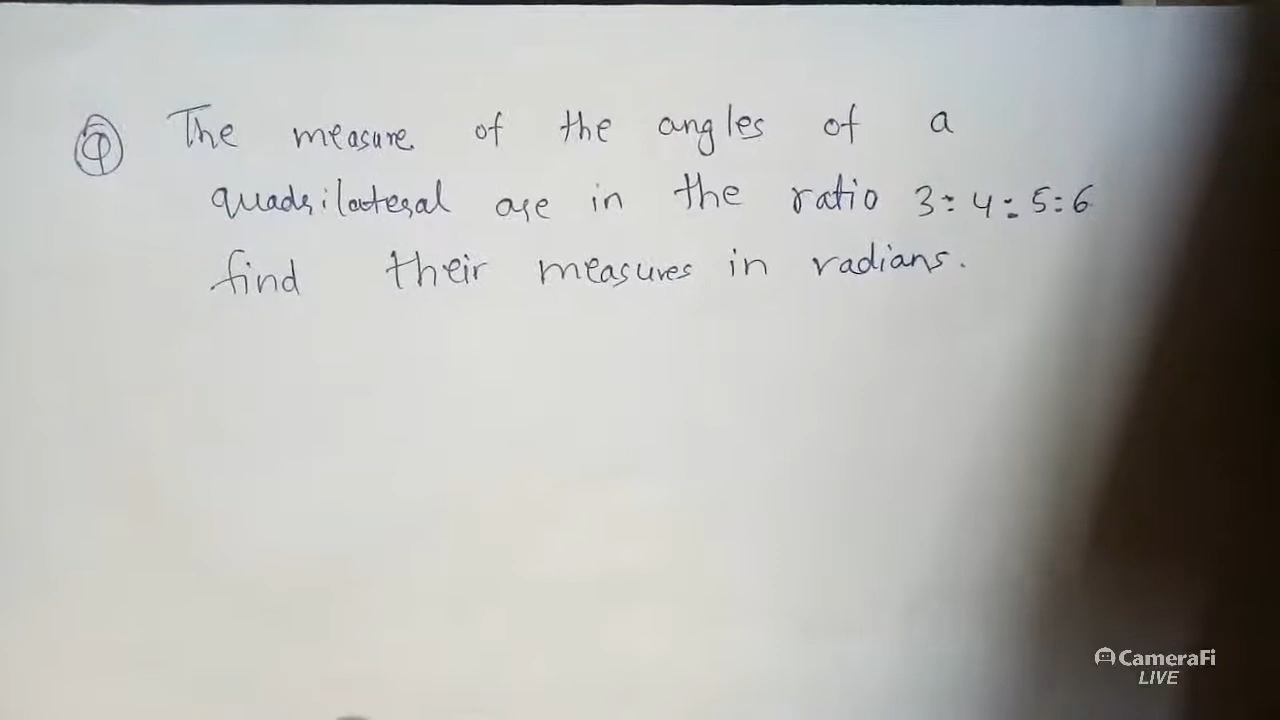 Q The measure of the angles of a
quadrilateral are in the ratio 3:4:5:6
find their measures in radians.
CameraFi
LIVE